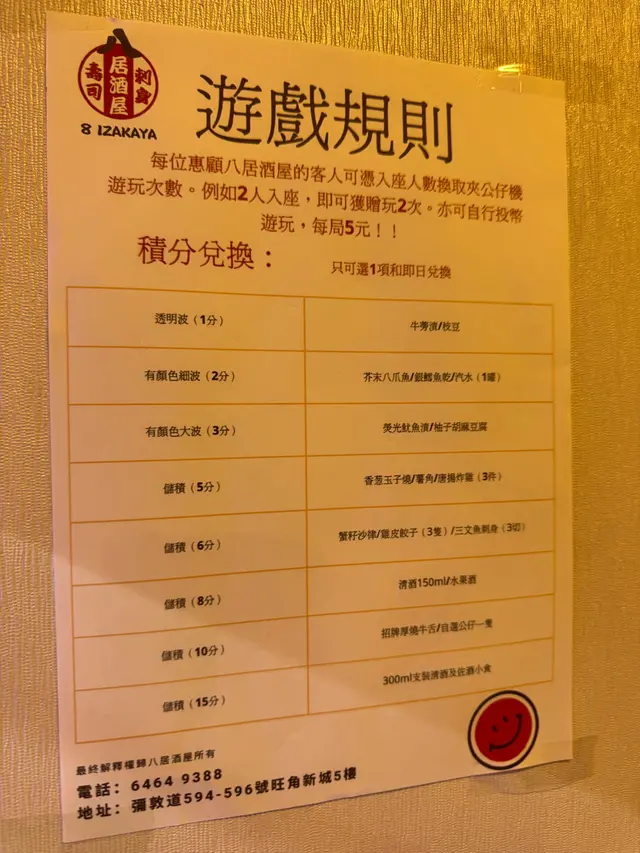 壽司
居酒屋
刺身
8 IZAKAYA
遊戲規則
每位惠顧八居酒屋的客人可憑入座人數換取夾公仔機
遊玩次數。例如2人入座，即可獲贈玩2次。亦可自行投幣
遊玩，每局5元！！
積分兌換：
只可選1項和即日兌換
透明波（1分） 牛蒡漬/枝豆
有顏色細波（2分） 芥末八爪魚/銀鱈魚乾/汽水（1罐）
有顏色大波（3分） 熒光魷魚漬/柚子胡麻豆腐
儲積（5分） 香葱玉子燒/薯角/唐揚炸雞（3件）
儲積（6分） 蟹籽沙律/雞皮餃子（3隻）/三文魚刺身（3切）
儲積（8分） 清酒150ml/水果酒
儲積（10分） 招牌厚燒牛舌/自選公仔一隻
儲積（15分） 300ml支裝清酒及佐酒小食
最終解釋權歸八居酒屋所有
電話：6464 9388
地址：彌敦道594-596號旺角新城5樓